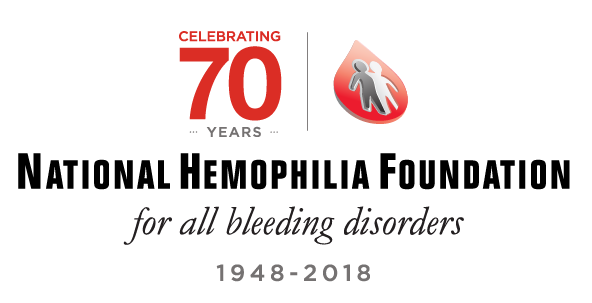 CELEBRATING
70
··· YEARS ···
NATIONAL HEMOPHILIA FOUNDATION
for all bleeding disorders
1948-2018